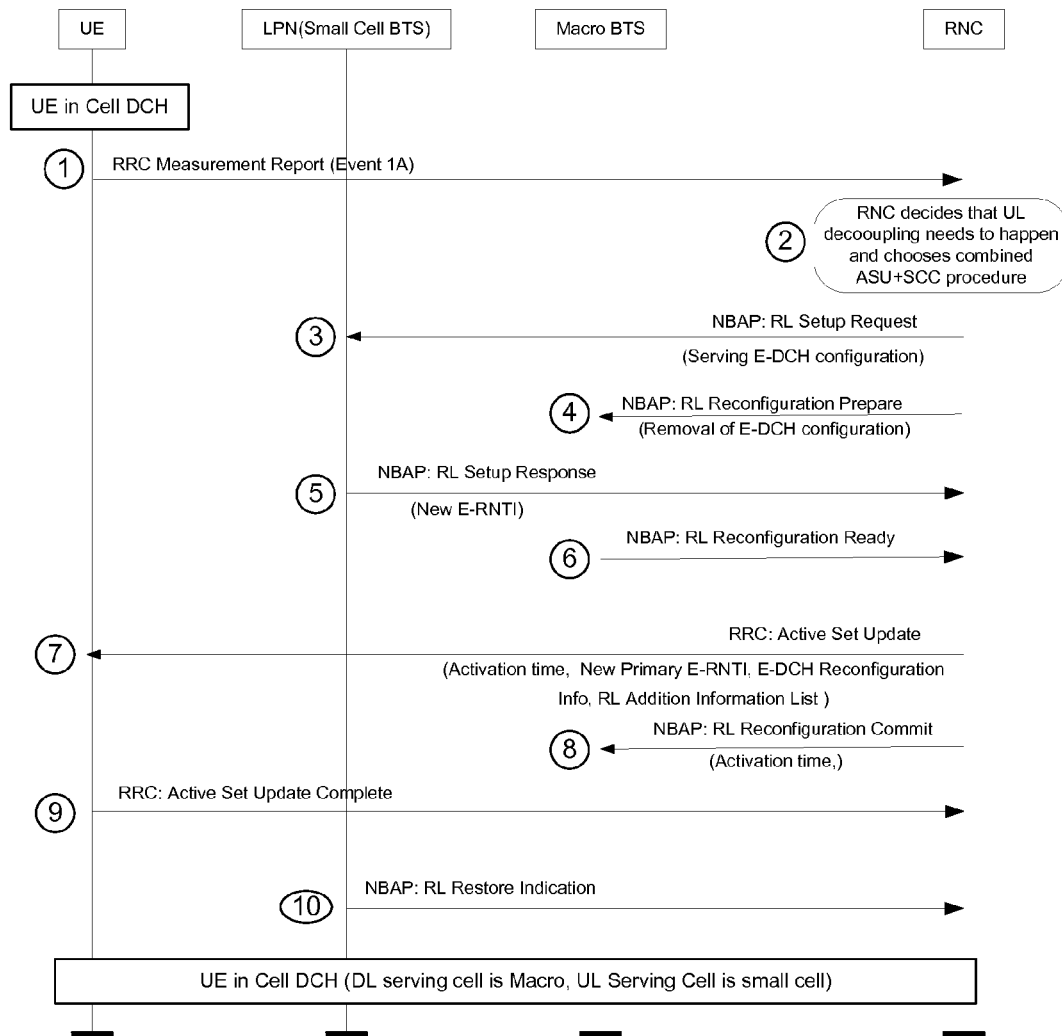 UE
LPN(Small Cell BTS)
Macro BTS
RNC
UE in Cell DCH
1
RRC Measurement Report (Event 1A)
2
RNC decides that UL
decooupling needs to happen
and chooses combined
ASU+SCC procedure
3
NBAP: RL Setup Request
(Serving E-DCH configuration)
4
NBAP: RL Reconfiguration Prepare
(Removal of E-DCH configuration)
5
NBAP: RL Setup Response
(New E-RNTI)
6
NBAP: RL Reconfiguration Ready
7
RRC: Active Set Update
(Activation time, New Primary E-RNTI, E-DCH Reconfiguration
Info, RL Addition Information List )
8
NBAP: RL Reconfiguration Commit
(Activation time,)
9
RRC: Active Set Update Complete
10
NBAP: RL Restore Indication
UE in Cell DCH (DL serving cell is Macro, UL Serving Cell is small cell)